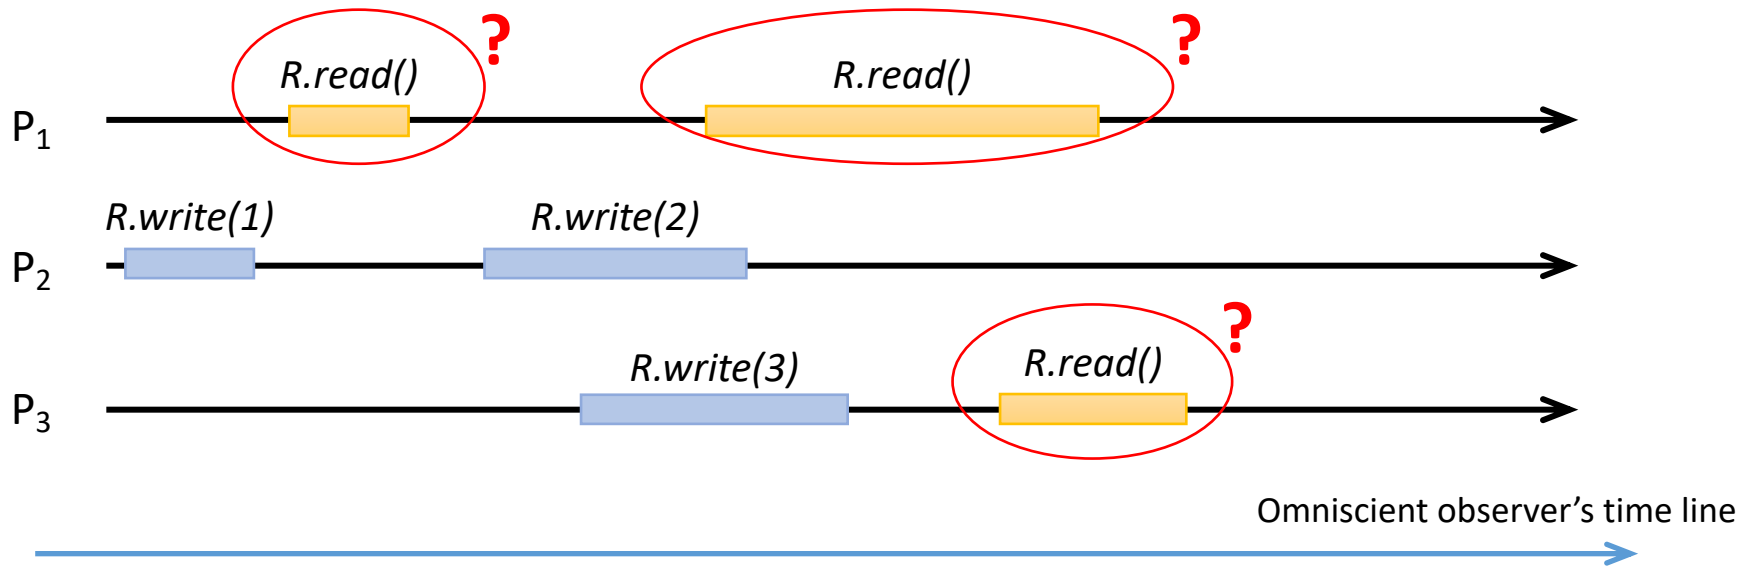 ? ?
R.read() R.read()
P1
R.write(1) R.write(2)
P2
?
R.write(3) R.read()
P3
Omniscient observer’s time line